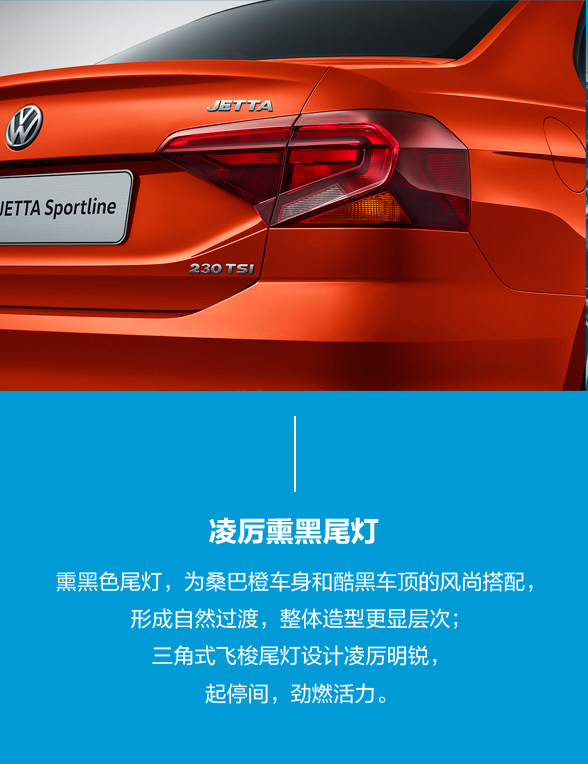 JETTA
JETTA Sportline
230 TSI
凌厉熏黑尾灯
熏黑色尾灯，为桑巴橙车身和酷黑车顶的风尚搭配，
形成自然过渡，整体造型更显层次；
三角式飞梭尾灯设计凌厉明锐，
起停间，劲燃活力。